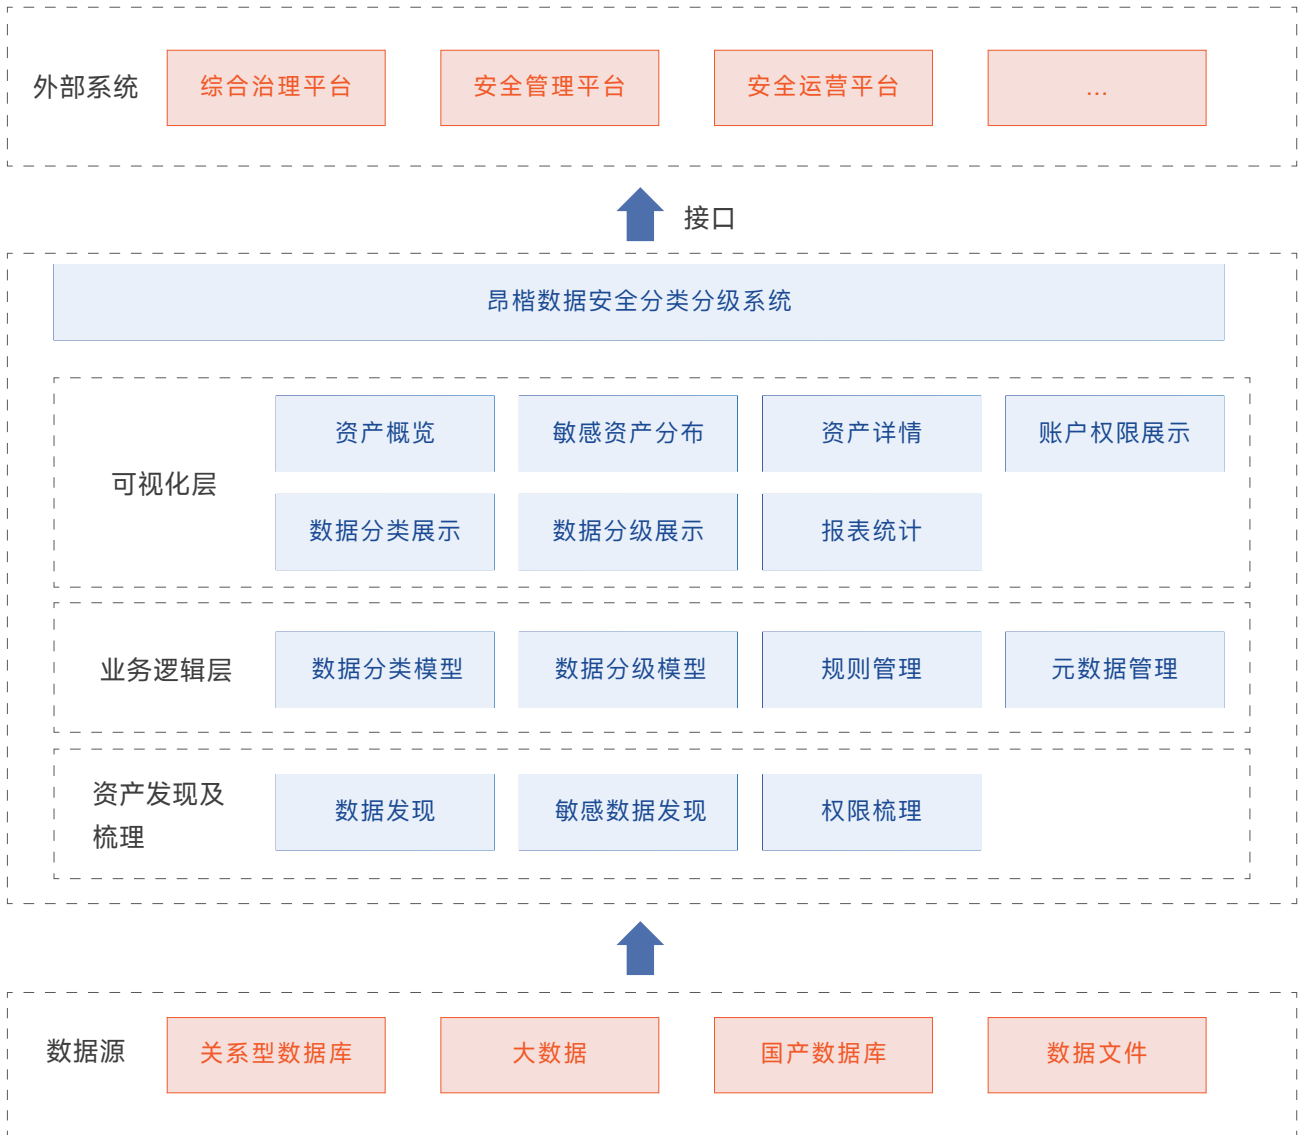 外部系统
综合治理平台
安全管理平台
安全运营平台
...
接口
昂楷数据安全分类分级系统
可视化层
资产概览
敏感资产分布
资产详情
账户权限展示
数据分类展示
数据分级展示
报表统计
业务逻辑层
数据分类模型
数据分级模型
规则管理
元数据管理
资产发现及
梳理
数据发现
敏感数据发现
权限梳理
数据源
关系型数据库
大数据
国产数据库
数据文件